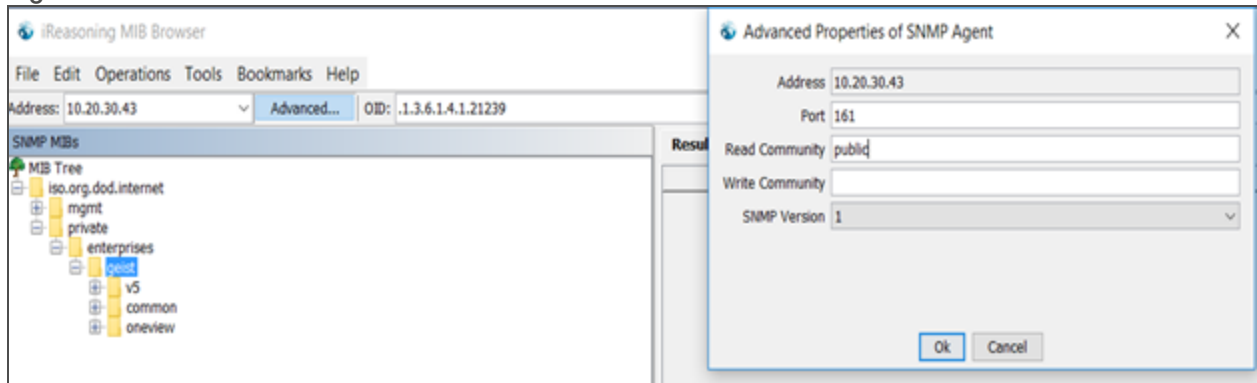 iReasoning MIB Browser
File Edit Operations Tools Bookmarks Help
Address: 10.20.30.43 Advanced... OID: .1.3.6.1.4.1.21239
SNMP MIBs
MIB Tree
iso.org.dod.internet
mgmt
private
enterprises
geist
v5
common
oneview
Resul
Advanced Properties of SNMP Agent
Address 10.20.30.43
Port 161
Read Community public
Write Community
SNMP Version 1
Ok Cancel